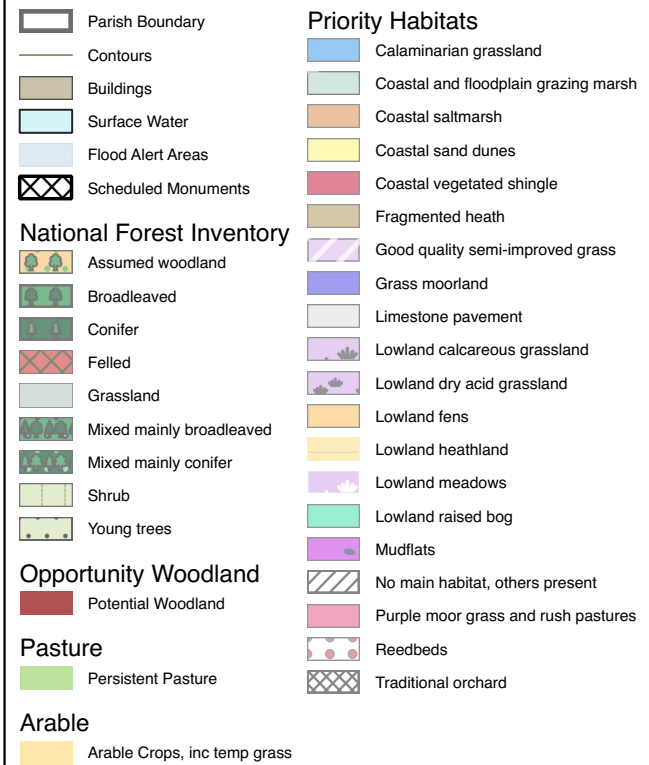 Parish Boundary
Contours
Buildings
Surface Water
Flood Alert Areas
Scheduled Monuments
National Forest Inventory
Assumed woodland
Broadleaved
Conifer
Felled
Grassland
Mixed mainly broadleaved
Mixed mainly conifer
Shrub
Young trees
Opportunity Woodland
Potential Woodland
Pasture
Persistent Pasture
Arable
Arable Crops, inc temp grass
Priority Habitats
Calaminarian grassland
Coastal and floodplain grazing marsh
Coastal saltmarsh
Coastal sand dunes
Coastal vegetated shingle
Fragmented heath
Good quality semi-improved grass
Grass moorland
Limestone pavement
Lowland calcareous grassland
Lowland dry acid grassland
Lowland fens
Lowland heathland
Lowland meadows
Lowland raised bog
Mudflats
No main habitat, others present
Purple moor grass and rush pastures
Reedbeds
Traditional orchard